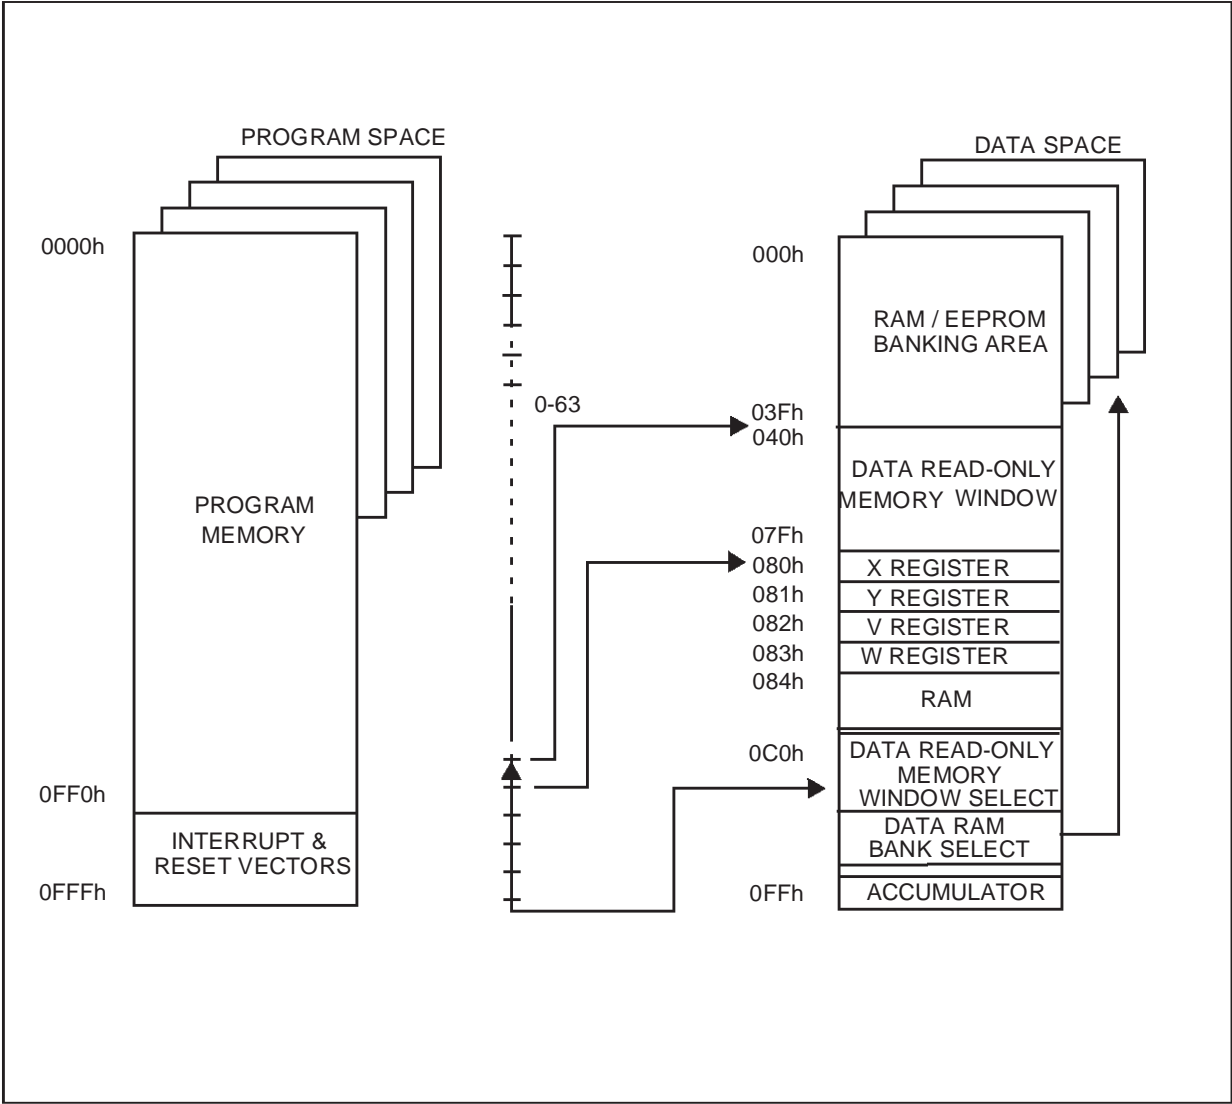 PROGRAM SPACE
0000h
PROGRAM
MEMORY
0FF0h
INTERRUPT &
RESET VECTORS
0FFFh
0-63
DATA SPACE
000h
RAM / EEPROM
BANKING AREA
03Fh
040h
DATA READ-ONLY
MEMORY WINDOW
07Fh
080h
X REGISTER
081h
Y REGISTER
082h
V REGISTER
083h
W REGISTER
084h
RAM
0C0h
DATA READ-ONLY
MEMORY
WINDOW SELECT
DATA RAM
BANK SELECT
0FFh
ACCUMULATOR